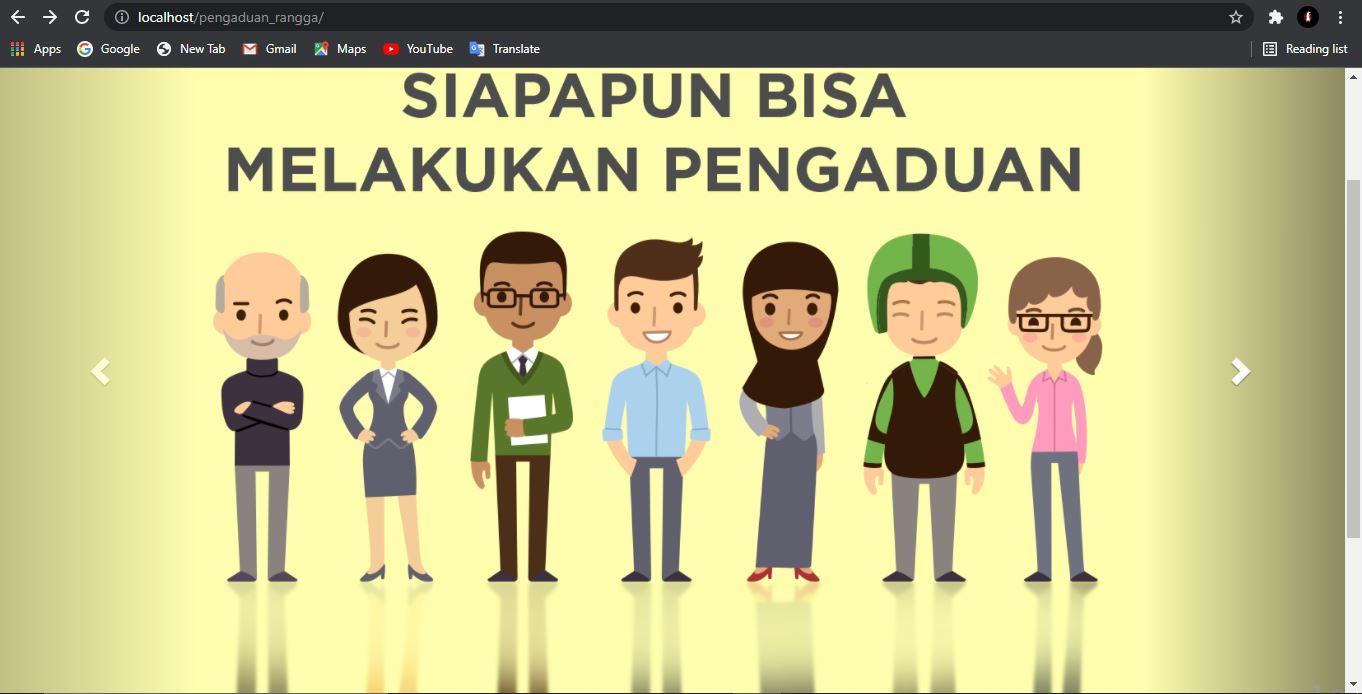 localhost/pengaduan_rangga/
Apps Google New Tab Gmail Maps YouTube Translate Reading list
SIAPAPUN BISA
MELAKUKAN PENGADUAN